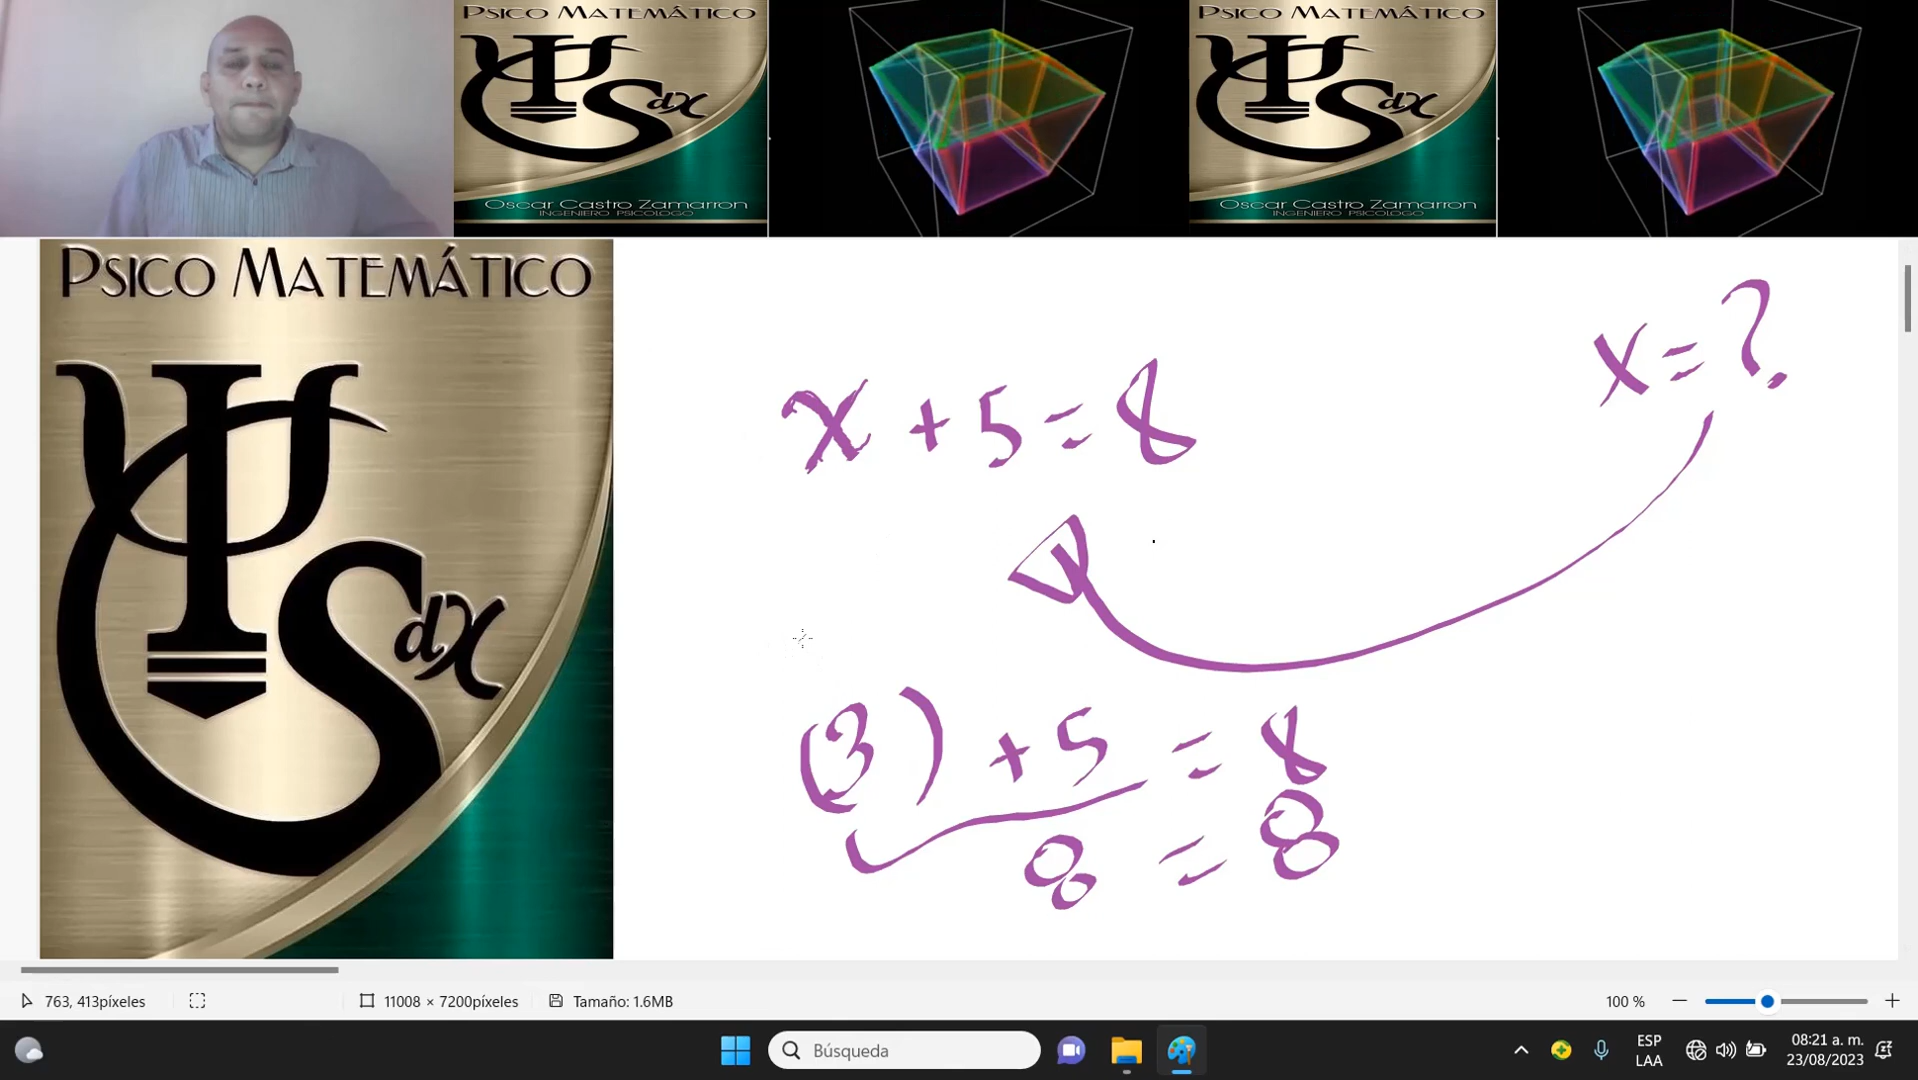 PSICO MATEMÁTICO
dx
Oscar Castro Zamarron
INGENIERO PSICOLOGO
PSICO MATEMÁTICO
dx
Oscar Castro Zamarron
INGENIERO PSICOLOGO
PSICO MATEMÁTICO
dx
x = ?
x + 5 = 8
(3) + 5 = 8
8 = 8
763, 413píxeles
11008 × 7200píxeles
Tamaño: 1.6MB
100 %
Búsqueda
ESP
LAA
08:21 a. m.
23/08/2023